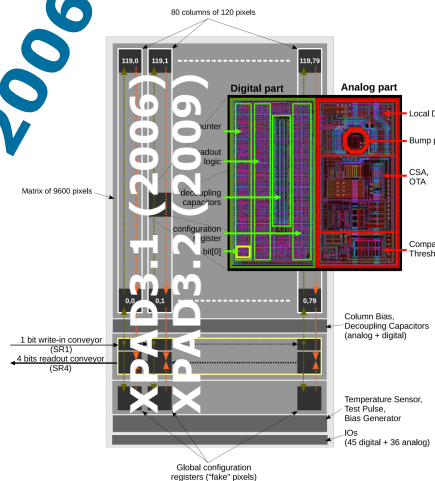 2006
80 columns of 120 pixels
119,0
119,1
119,79
Digital part
Analog part
Local D
Bump p
CSA,
OTA
Compa
Thresh
unter
adout
logic
decoupling
capacitors
configuration
gister
bit[0]
Matrix of 9600 pixels
XPAD3.1 (2006)
XPAD3.2 (2009)
0,0
0,1
0,79
Column Bias,
Decoupling Capacitors
(analog + digital)
1 bit write-in conveyor
(SR1)
4 bits readout conveyor
(SR4)
Temperature Sensor,
Test Pulse,
Bias Generator
IOs
(45 digital + 36 analog)
Global configuration
registers ("fake" pixels)